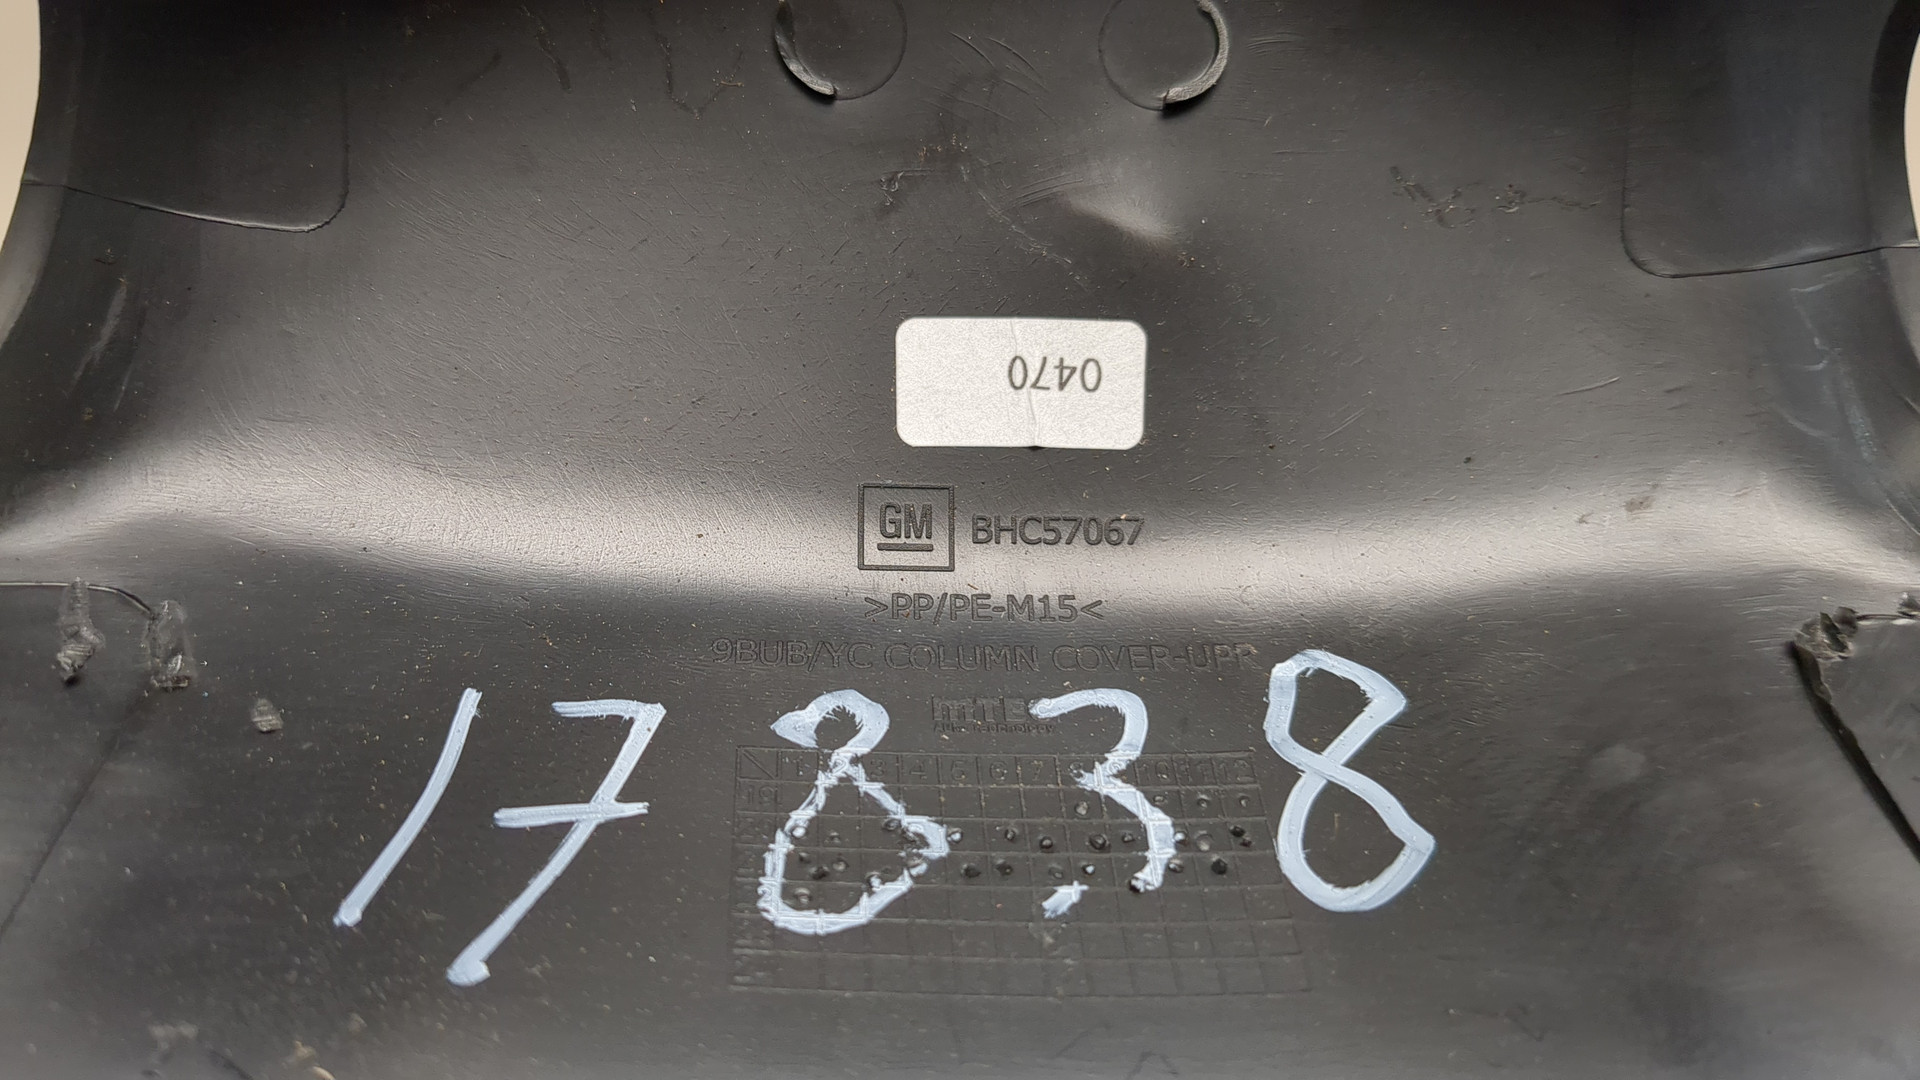 0470
GM BHC57067
>PP/PE-M15<
9BUB/YC COLUMN COVER-UPR
17838